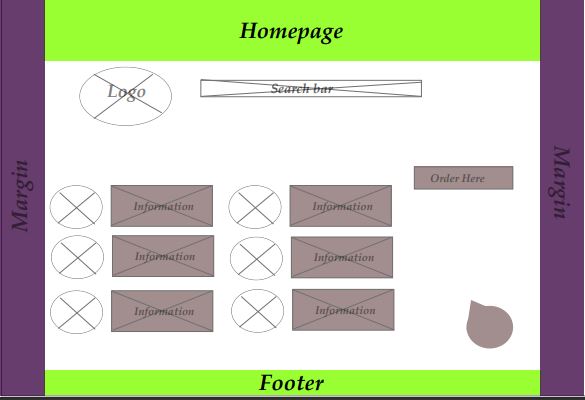 Homepage
Logo
Search bar
Margin
Margin
Order Here
Information
Information
Information
Information
Information
Information
Footer